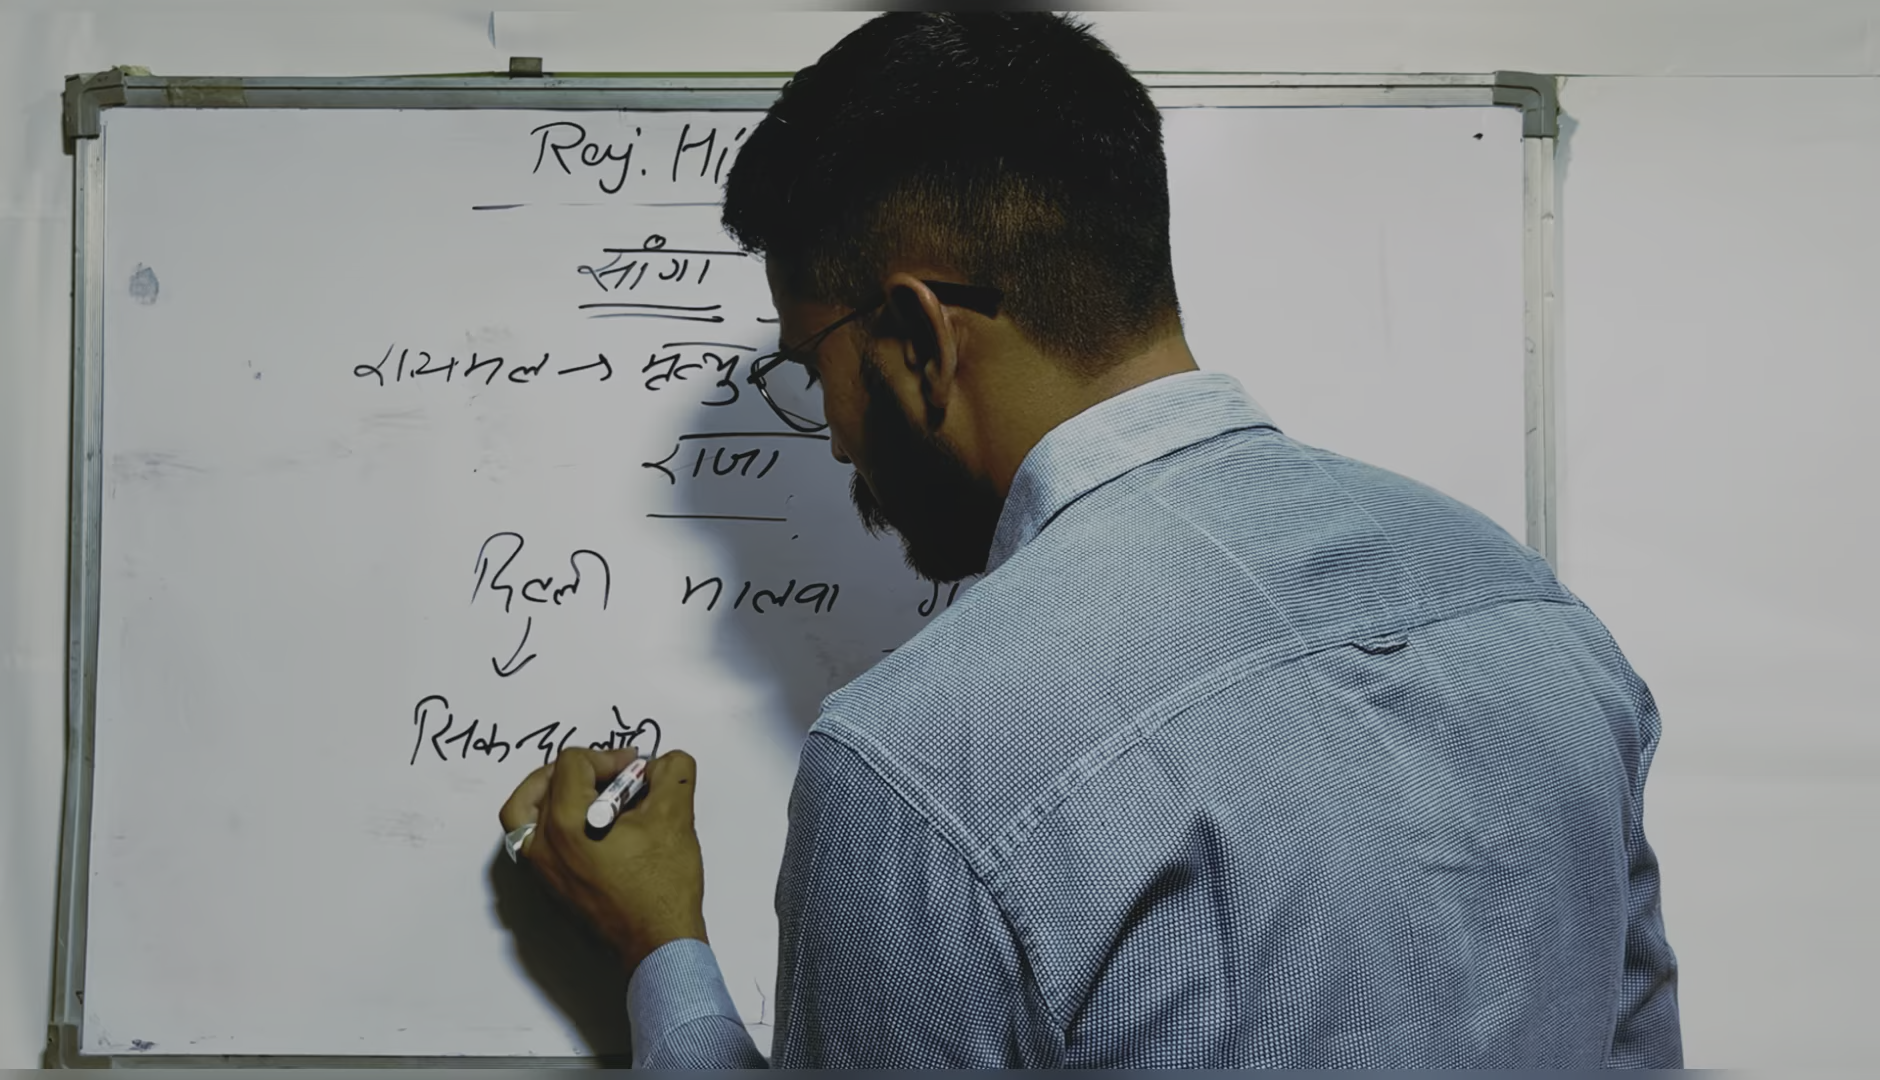 Raj. Hi
सांगा
रायमल → मृत्यु
राणा
दिल्ली मालवा
↓
सिकन्दर लोदी